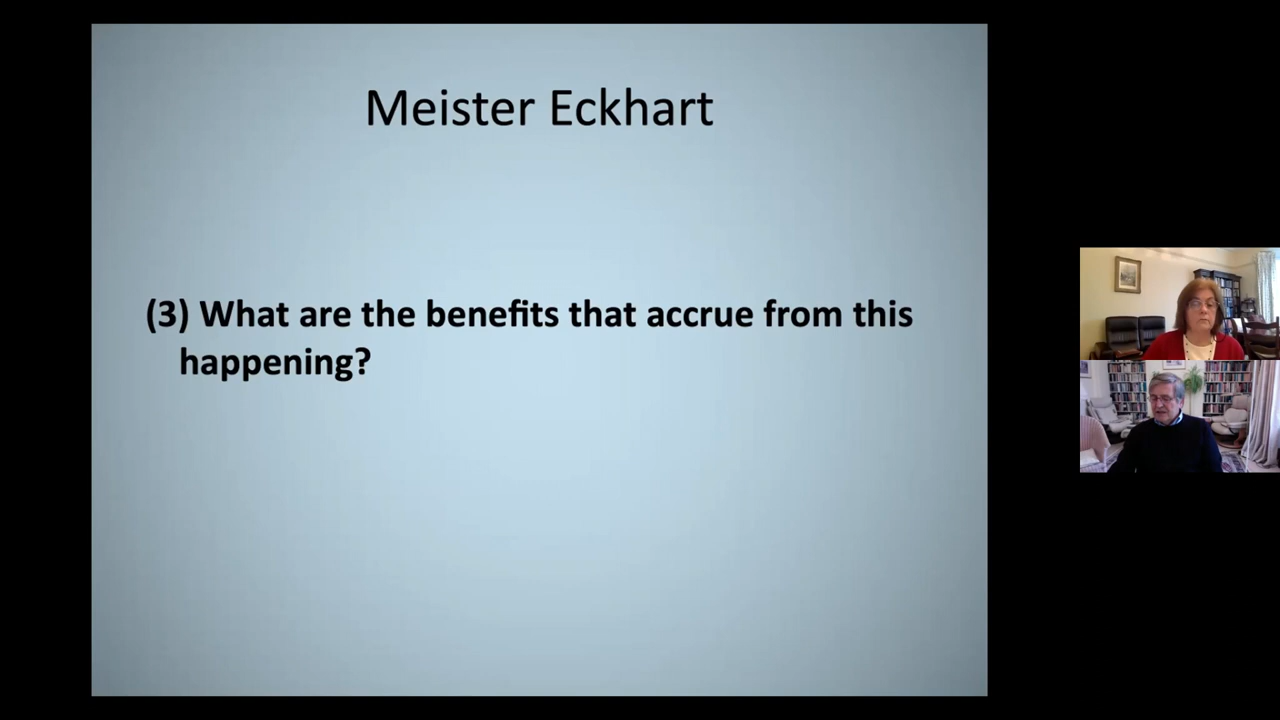 Meister Eckhart
(3) What are the benefits that accrue from this
happening?